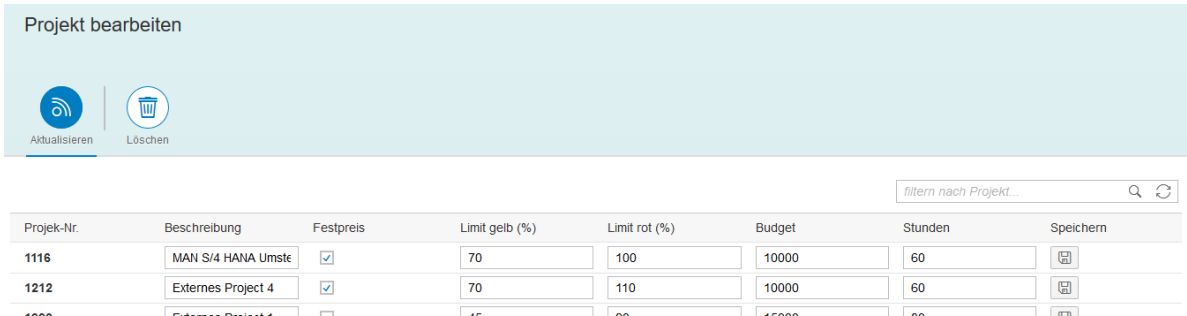 Projekt bearbeiten
Aktualisieren Löschen
filtern nach Projekt...
Projek-Nr. Beschreibung Festpreis Limit gelb (%) Limit rot (%) Budget Stunden Speichern
1116 MAN S/4 HANA Umste 70 100 10000 60
1212 Externes Project 4 70 110 10000 60